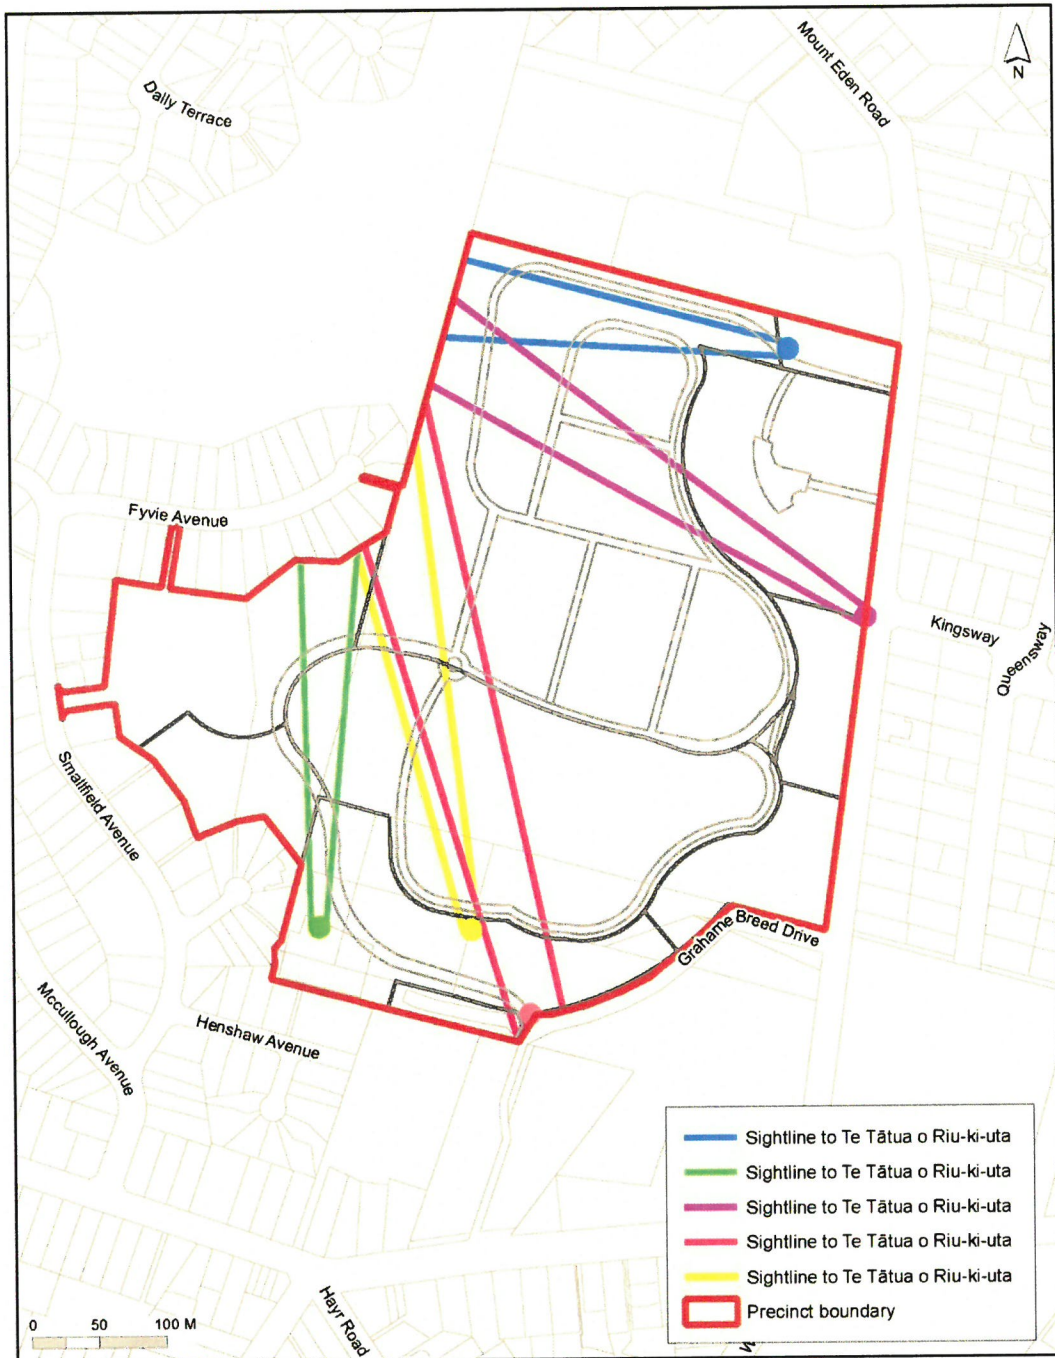 Mount Eden Road
N
Daily Terrace
Fyvie Avenue
Kingsway
Queensway
Smallfield Avenue
Grahame Breed Drive
Mccullough Avenue
Henshaw Avenue
Hayr Road
W
Sightline to Te Tātua o Riu-ki-uta
Sightline to Te Tātua o Riu-ki-uta
Sightline to Te Tātua o Riu-ki-uta
Sightline to Te Tātua o Riu-ki-uta
Sightline to Te Tātua o Riu-ki-uta
Precinct boundary
0 50 100 M